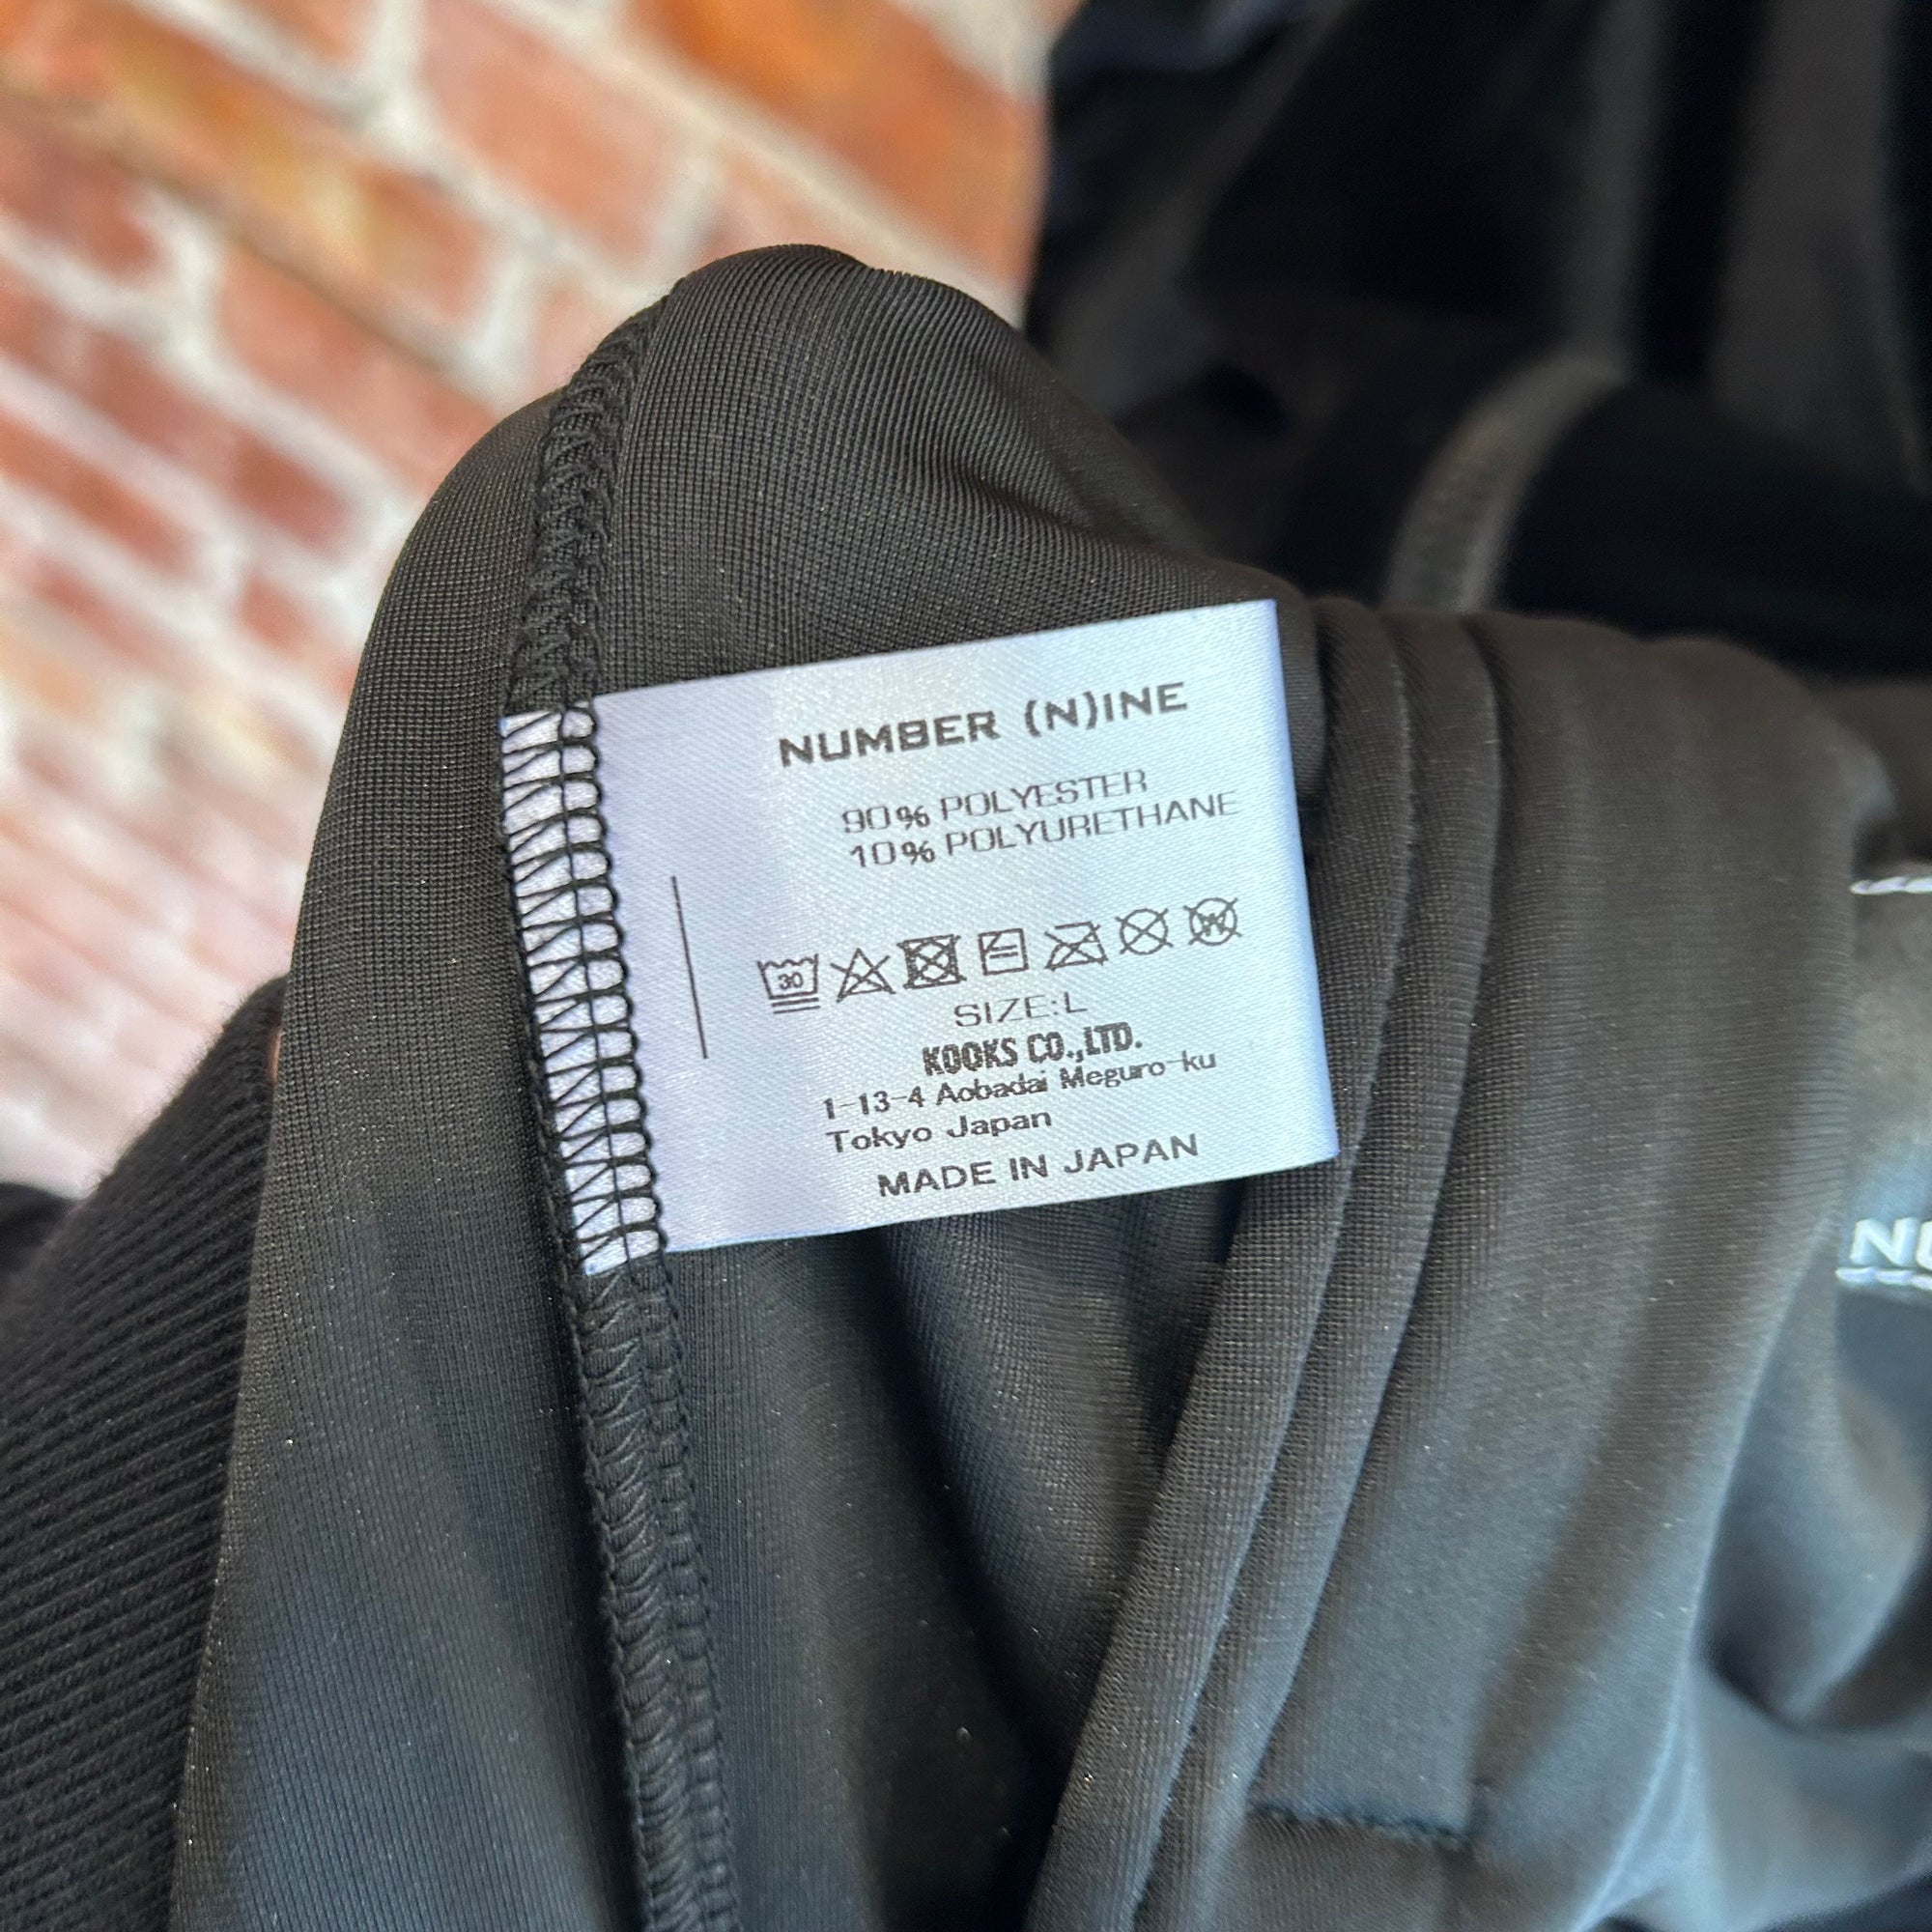 NUMBER (N)INE
90% POLYESTER
10% POLYURETHANE
30
W
SIZE:L
KOOKS CO.,LTD.
1-13-4 Aobadai Meguro-ku
Tokyo Japan
MADE IN JAPAN